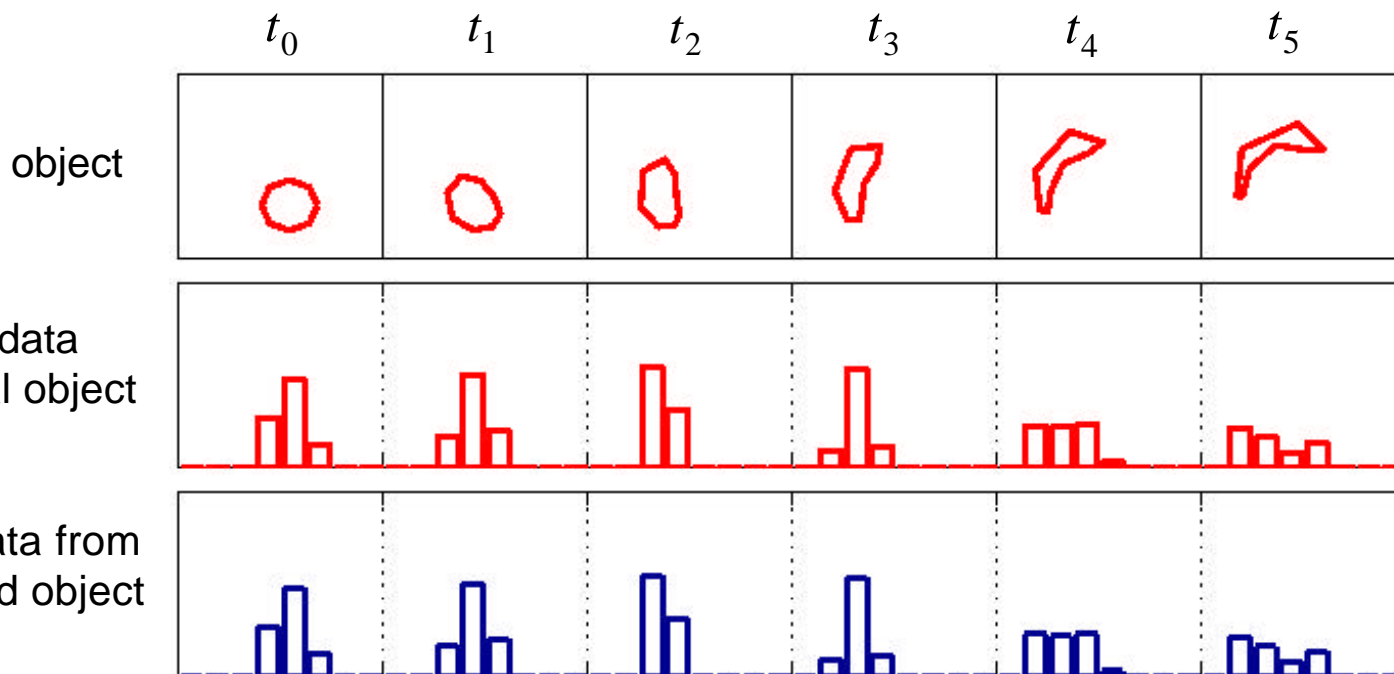 t₀ t₁ t₂ t₃ t₄ t₅
object
data
l object
ata from
d object